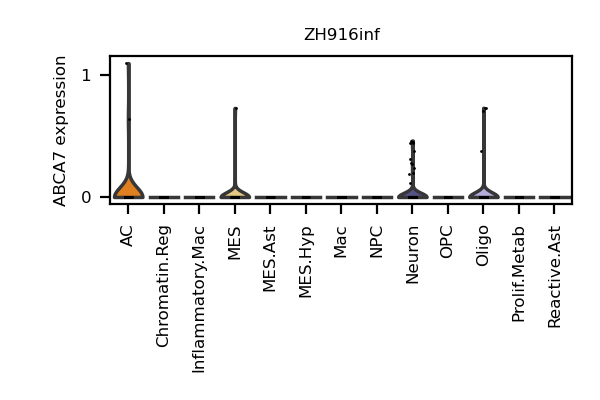 ZH916inf
ABCA7 expression
1
0
AC
Chromatin.Reg
Inflammatory.Mac
MES
MES.Ast
MES.Hyp
Mac
NPC
Neuron
OPC
Oligo
Prolif.Metab
Reactive.Ast